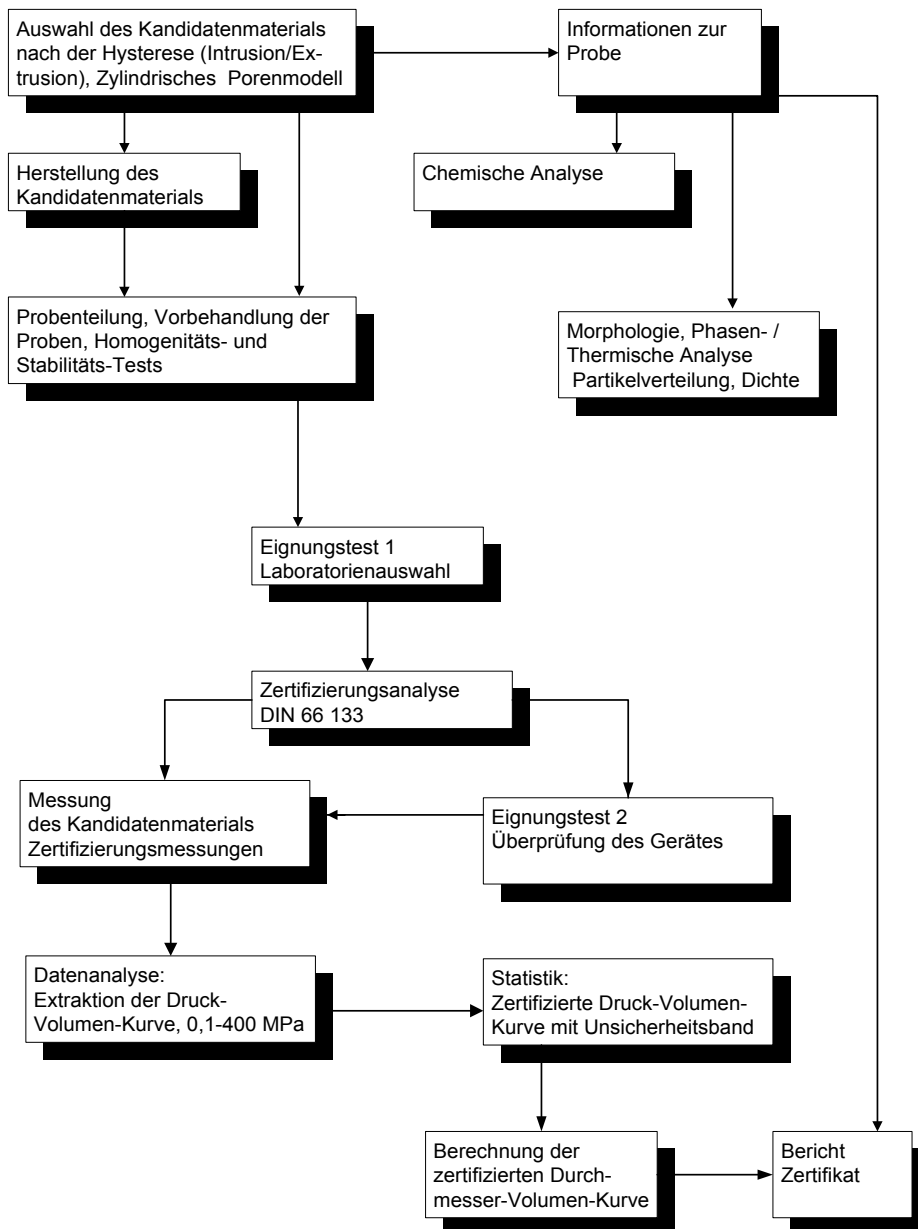 Auswahl des Kandidatenmaterials
nach der Hysterese (Intrusion/Ex-
trusion), Zylindrisches Porenmodell
Informationen zur
Probe
Herstellung des
Kandidatenmaterials
Chemische Analyse
Probenteilung, Vorbehandlung der
Proben, Homogenitäts- und
Stabilitäts-Tests
Morphologie, Phasen- /
Thermische Analyse
Partikelverteilung, Dichte
Eignungstest 1
Laboratorienauswahl
Zertifizierungsanalyse
DIN 66 133
Messung
des Kandidatenmaterials
Zertifizierungsmessungen
Eignungstest 2
Überprüfung des Gerätes
Datenanalyse:
Extraktion der Druck-
Volumen-Kurve, 0,1-400 MPa
Statistik:
Zertifizierte Druck-Volumen-
Kurve mit Unsicherheitsband
Berechnung der
zertifizierten Durch-
messer-Volumen-Kurve
Bericht
Zertifikat